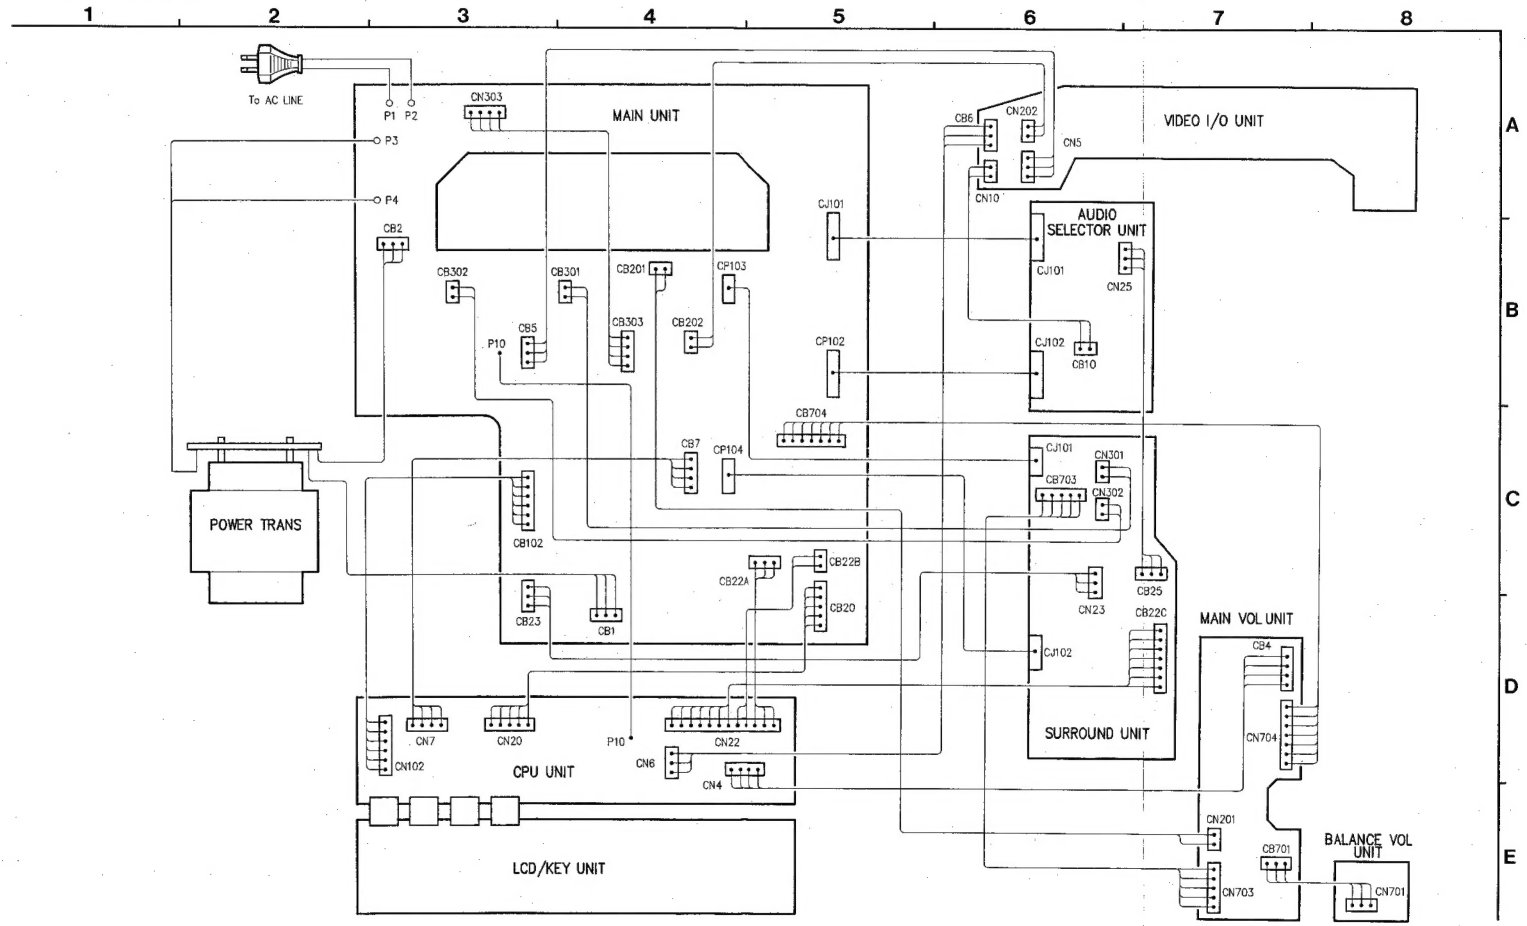 1 2 3 4 5 6 7 8
To AC LINE
P1 P2
CN303
MAIN UNIT
CB6
CN202
VIDEO I/O UNIT
A
P3
CN5
P4
CN10
CJ101
AUDIO
SELECTOR UNIT
CB2
CB302
CB301
CB201
CP103
CJ101
CN25
B
CB5
CB303
CB202
P10
CP102
CJ102
CB10
CB704
CB7
CP104
CJ101
CN301
CB703
CN302
C
POWER TRANS
CB102
CB22A
CB22B
CB25
CN23
CB20
CB22C
CB23
CB1
MAIN VOL UNIT
CB4
CJ102
D
SURROUND UNIT
CN704
CN7
CN20
P10
CN22
CN102
CPU UNIT
CN6
CN4
CN201
BALANCE VOL
UNIT
CB701
E
LCD/KEY UNIT
CN703
CN701